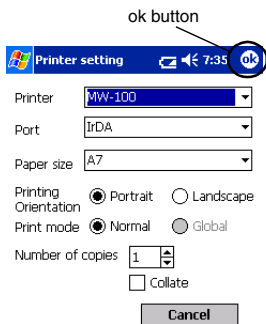 ok button
Printer setting 7:35 ok
Printer MW-100
Port IrDA
Paper size A7
Printing Orientation Portrait Landscape
Print mode Normal Global
Number of copies 1
Collate
Cancel